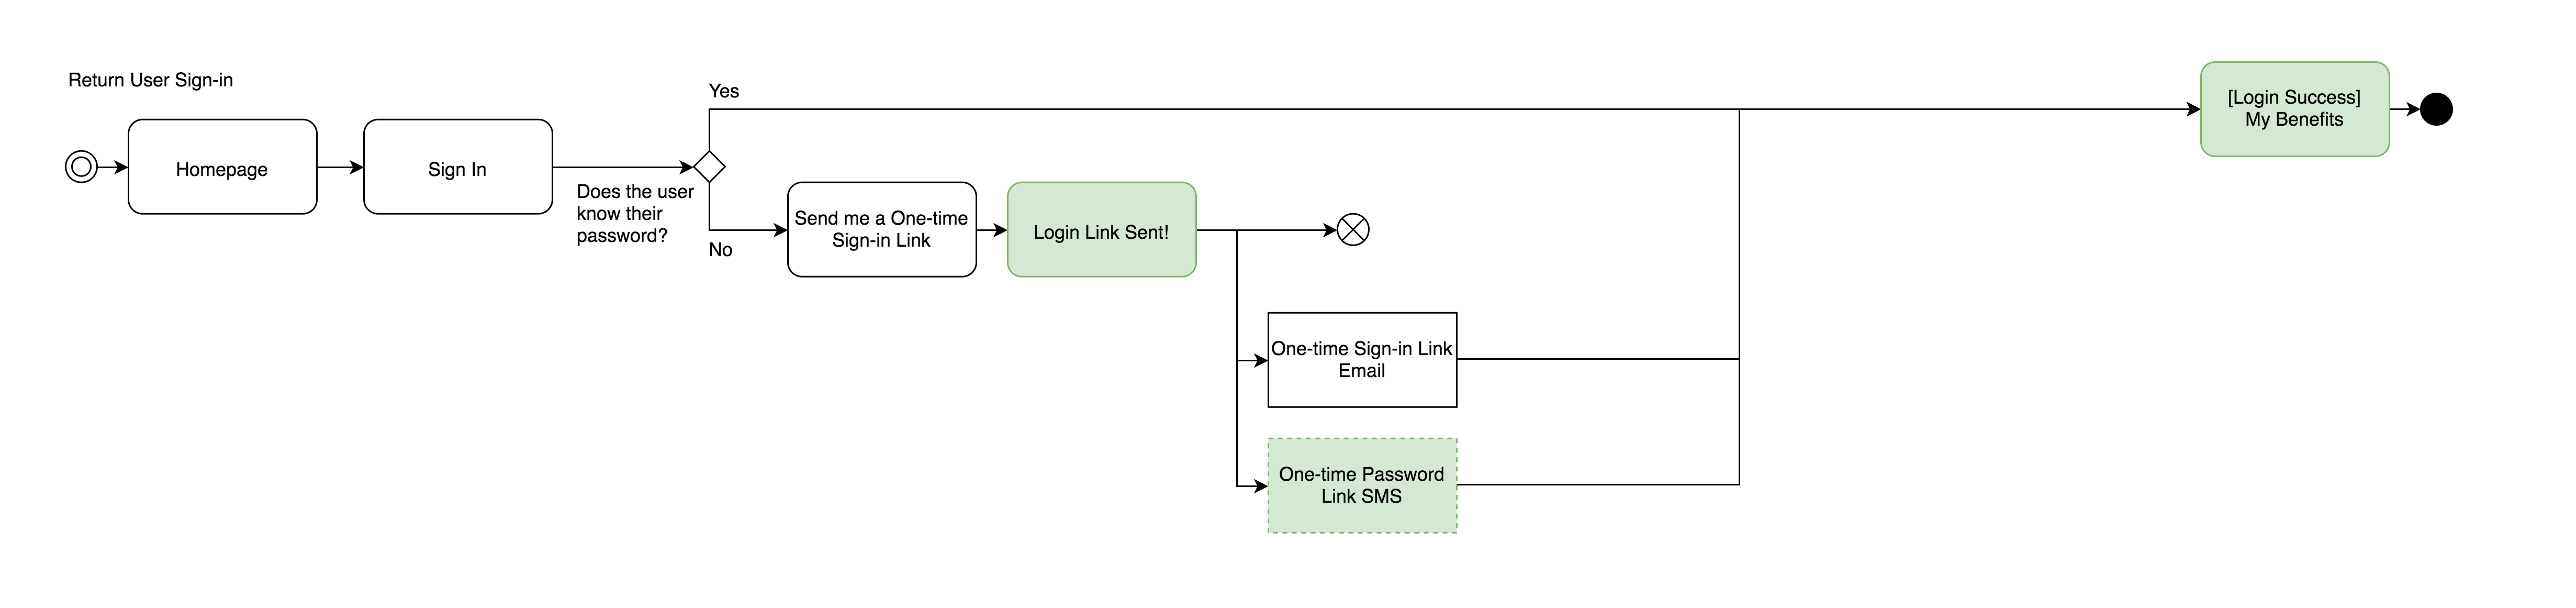 Return User Sign-in
Homepage
Sign In
Does the user
know their
password?
Yes
No
Send me a One-time
Sign-in Link
Login Link Sent!
One-time Sign-in Link
Email
One-time Password
Link SMS
[Login Success]
My Benefits